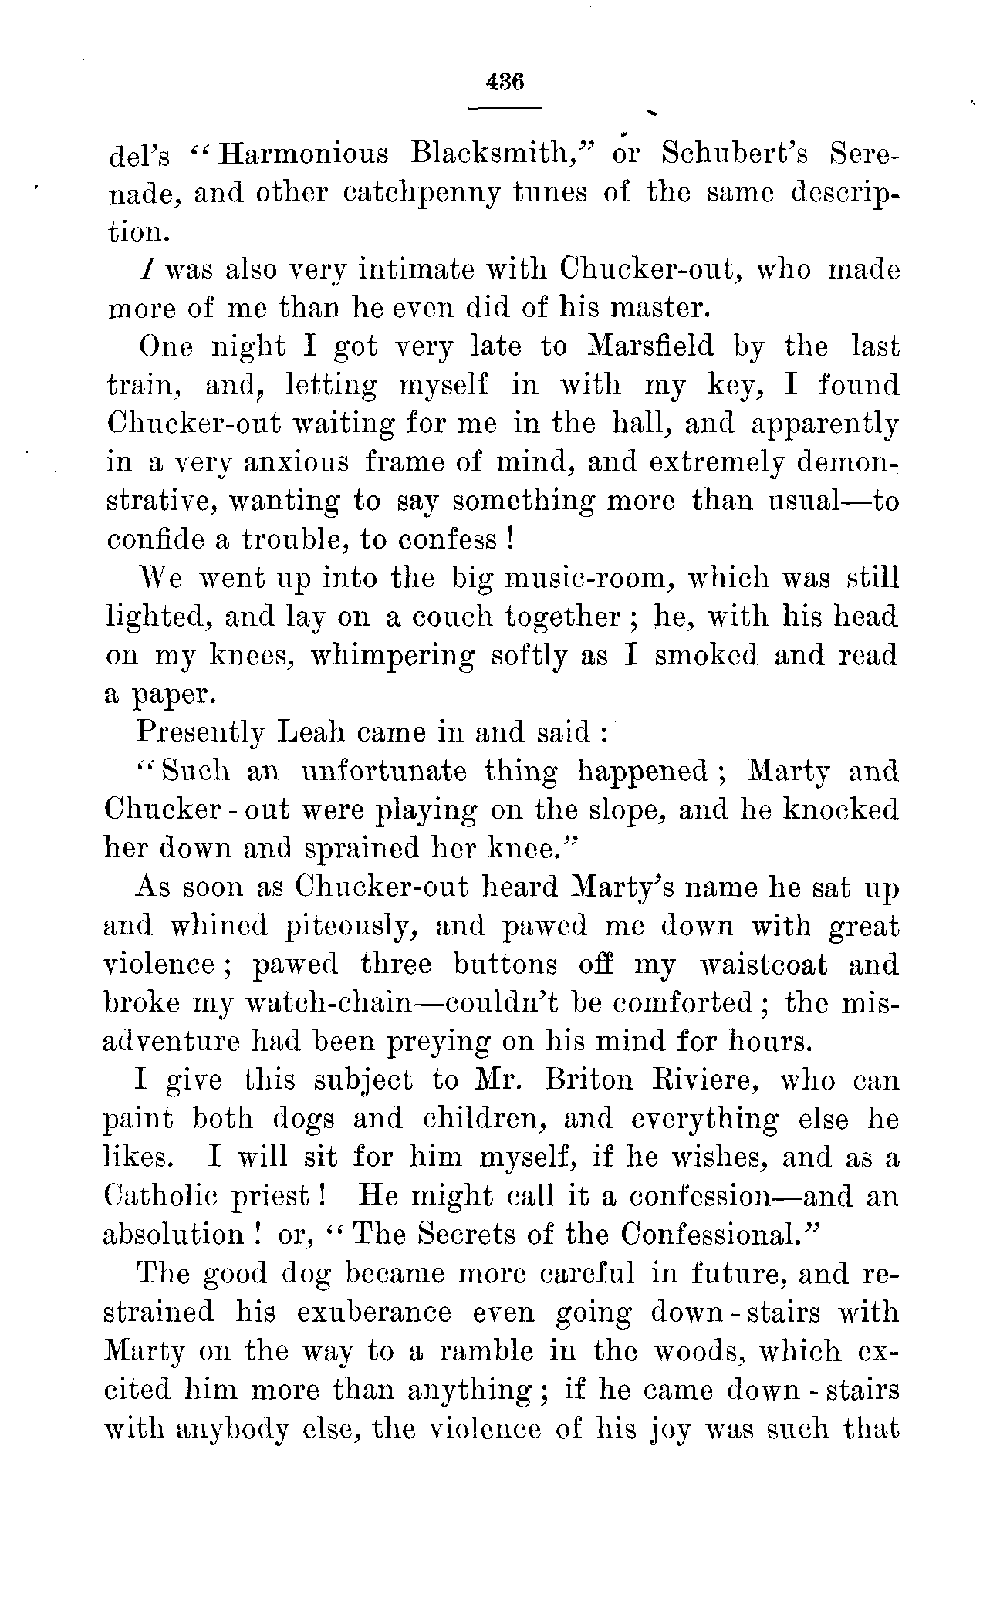 436
del's "Harmonious Blacksmith," or Schubert's Sere-
nade, and other catchpenny tunes of the same descrip-
tion.
I was also very intimate with Chucker-out, who made
more of me than he even did of his master.
One night I got very late to Marsfield by the last
train, and, letting myself in with my key, I found
Chucker-out waiting for me in the hall, and apparently
in a very anxious frame of mind, and extremely demon-
strative, wanting to say something more than usual—to
confide a trouble, to confess!
We went up into the big music-room, which was still
lighted, and lay on a couch together; he, with his head
on my knees, whimpering softly as I smoked and read
a paper.
Presently Leah came in and said:
"Such an unfortunate thing happened; Marty and
Chucker-out were playing on the slope, and he knocked
her down and sprained her knee."
As soon as Chucker-out heard Marty's name he sat up
and whined piteously, and pawed me down with great
violence; pawed three buttons off my waistcoat and
broke my watch-chain—couldn't be comforted; the mis-
adventure had been preying on his mind for hours.
I give this subject to Mr. Briton Riviere, who can
paint both dogs and children, and everything else he
likes. I will sit for him myself, if he wishes, and as a
Catholic priest! He might call it a confession—and an
absolution! or, "The Secrets of the Confessional."
The good dog became more careful in future, and re-
strained his exuberance even going down-stairs with
Marty on the way to a ramble in the woods, which ex-
cited him more than anything; if he came down-stairs
with anybody else, the violence of his joy was such that